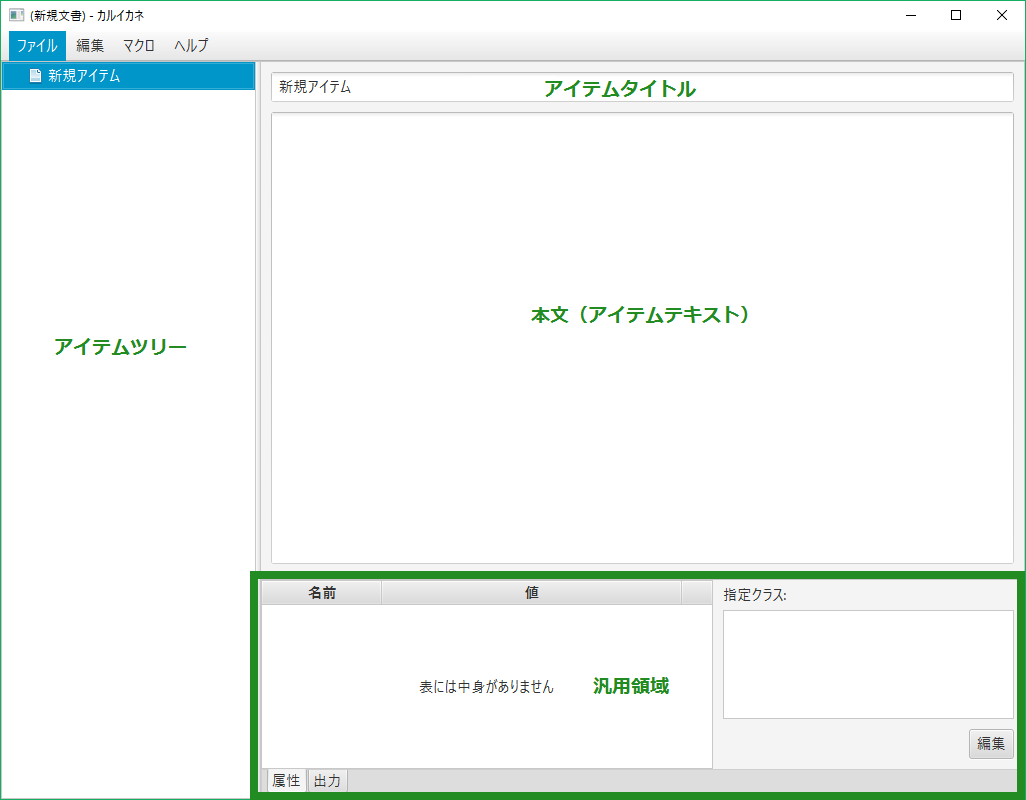 (新規文書) - カルイカネ
ファイル 編集 マクロ ヘルプ
新規アイテム
アイテムツリー
新規アイテム アイテムタイトル
本文（アイテムテキスト）
名前 値
表には中身がありません
汎用領域
指定クラス:
編集
属性 出力